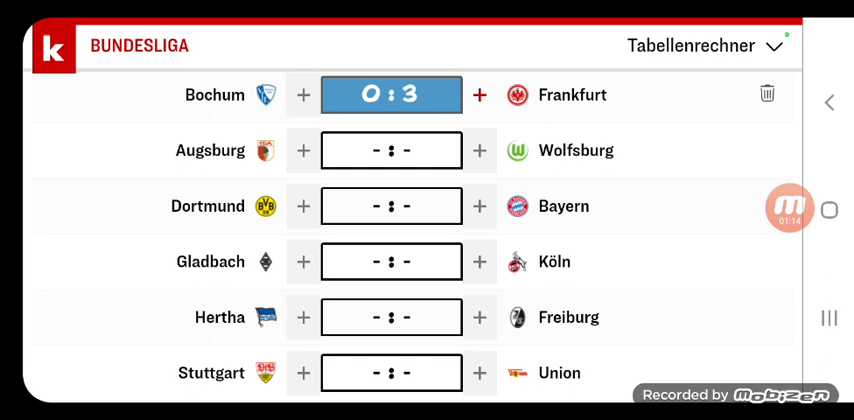 k BUNDESLIGA Tabellenrechner
Bochum + 0 : 3 + Frankfurt
Augsburg + - : - + Wolfsburg
Dortmund + - : - + Bayern
01:14
Gladbach + - : - + Köln
Hertha + - : - + Freiburg
Stuttgart + - : - + Union
Recorded by Mobizen